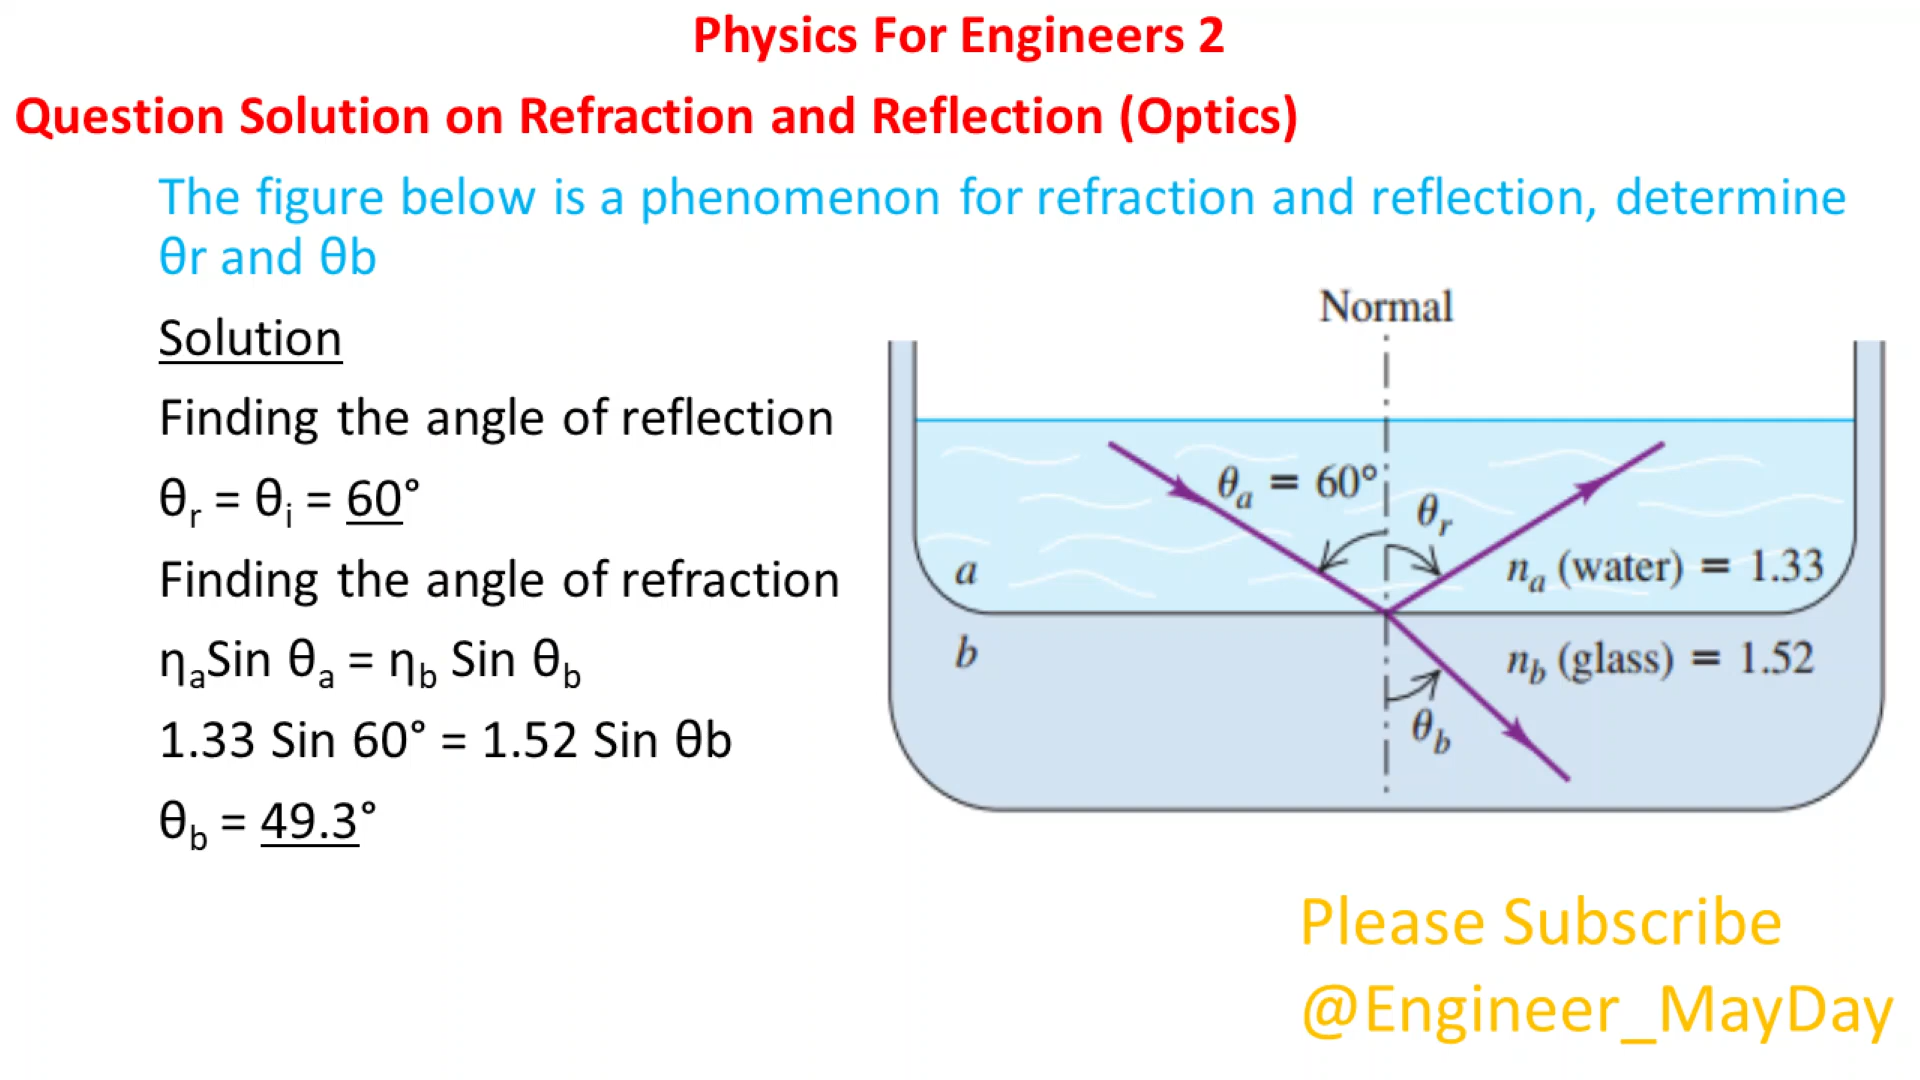 Physics For Engineers 2
Question Solution on Refraction and Reflection (Optics)
The figure below is a phenomenon for refraction and reflection, determine
θr and θb
Solution
Finding the angle of reflection
θr = θi = 60°
Finding the angle of refraction
ηaSin θa = ηb Sin θb
1.33 Sin 60° = 1.52 Sin θb
θb = 49.3°
Normal
θa = 60°
θr
a
na (water) = 1.33
b
nb (glass) = 1.52
θb
Please Subscribe
@Engineer_MayDay